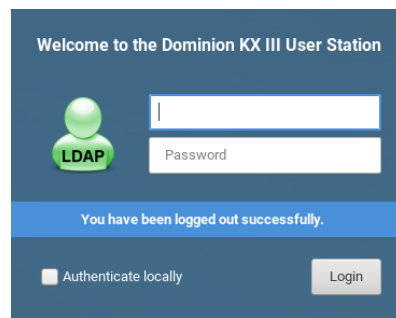 Welcome to the Dominion KX III User Station
LDAP
Password
You have been logged out successfully.
Authenticate locally
Login